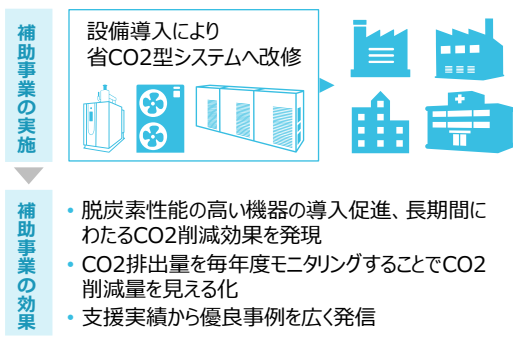 補助事業の実施
設備導入により
省CO2型システムへ改修
補助事業の効果
・脱炭素性能の高い機器の導入促進、長期間に
わたるCO2削減効果を発現
・CO2排出量を毎年度モニタリングすることでCO2
削減量を見える化
・支援実績から優良事例を広く発信